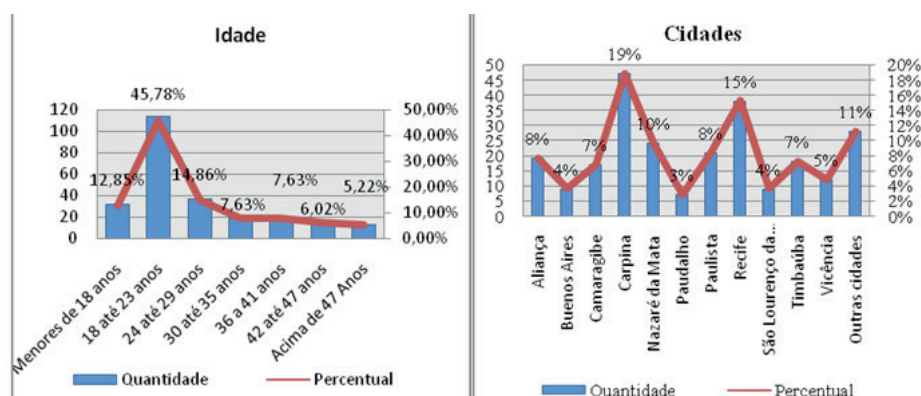 Idade
45,78%
12,85%
14,86%
7,63%
7,63%
6,02%
5,22%
120
100
80
60
40
20
0
50,00%
40,00%
30,00%
20,00%
10,00%
0,00%
Menores de 18 anos
18 até 23 anos
24 até 29 anos
30 até 35 anos
36 a 41 anos
42 até 47 anos
Acima de 47 Anos
Quantidade
Percentual
Cidades
50
45
40
35
30
25
20
15
10
5
0
8%
4%
7%
19%
10%
3%
8%
15%
4%
7%
5%
11%
20%
18%
16%
14%
12%
10%
8%
6%
4%
2%
0%
Aliança
Buenos Aires
Camaragibe
Carpina
Nazaré da Mata
Paudalho
Paulista
Recife
São Lourenço da...
Timbaúba
Vicência
Outras cidades
Quantidade
Percentual